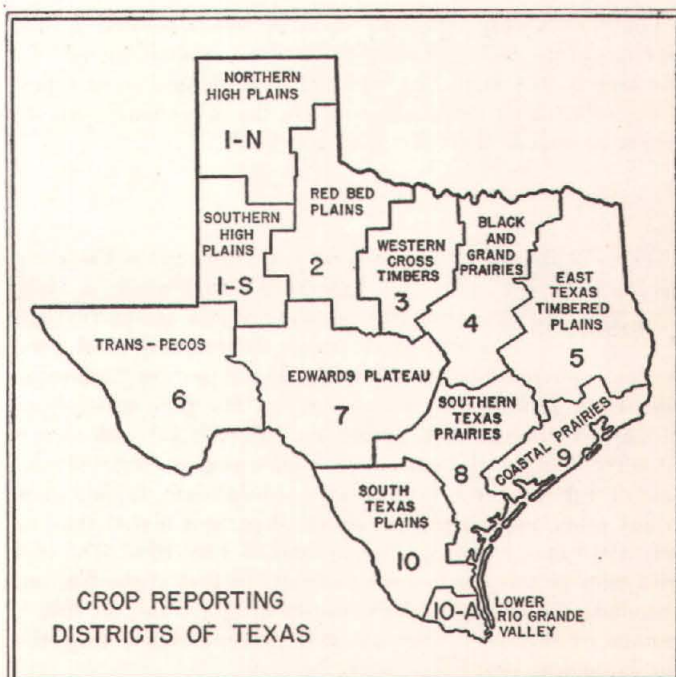 NORTHERN
HIGH PLAINS
1-N
SOUTHERN
HIGH
PLAINS
1-S
RED BED
PLAINS
2
WESTERN
CROSS
TIMBERS
3
BLACK
AND
GRAND
PRAIRIES
4
EAST
TEXAS
TIMBERED
PLAINS
5
TRANS-PECOS
6
EDWARDS PLATEAU
7
SOUTHERN
TEXAS
PRAIRIES
8
COASTAL PRAIRIES
9
SOUTH
TEXAS
PLAINS
10
10-A
LOWER
RIO GRANDE
VALLEY
CROP REPORTING
DISTRICTS OF TEXAS